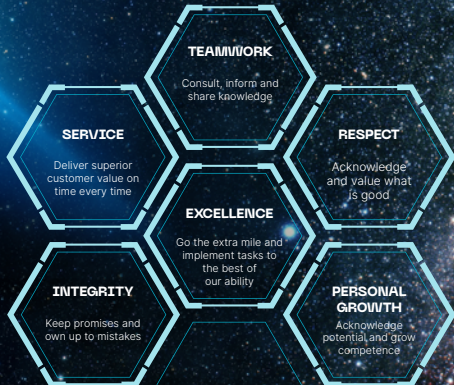 TEAMWORK
Consult, inform and
share knowledge
SERVICE
Deliver superior
customer value on
time every time
RESPECT
Acknowledge
and value what
is good
EXCELLENCE
Go the extra mile and
implement tasks to
the best of
our ability
INTEGRITY
Keep promises and
own up to mistakes
PERSONAL
GROWTH
Acknowledge
potential and grow
competence